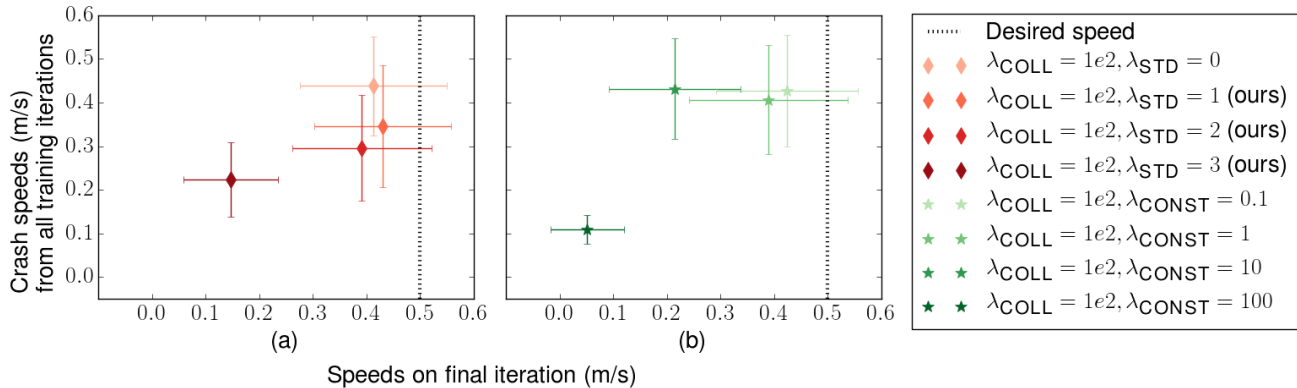 Crash speeds (m/s)
from all training iterations
0.6
0.5
0.4
0.3
0.2
0.1
0.0
0.0 0.1 0.2 0.3 0.4 0.5 0.6
(a)
0.0 0.1 0.2 0.3 0.4 0.5 0.6
(b)
Speeds on final iteration (m/s)
Desired speed
λCOLL = 1e2, λSTD = 0
λCOLL = 1e2, λSTD = 1 (ours)
λCOLL = 1e2, λSTD = 2 (ours)
λCOLL = 1e2, λSTD = 3 (ours)
λCOLL = 1e2, λCONST = 0.1
λCOLL = 1e2, λCONST = 1
λCOLL = 1e2, λCONST = 10
λCOLL = 1e2, λCONST = 100